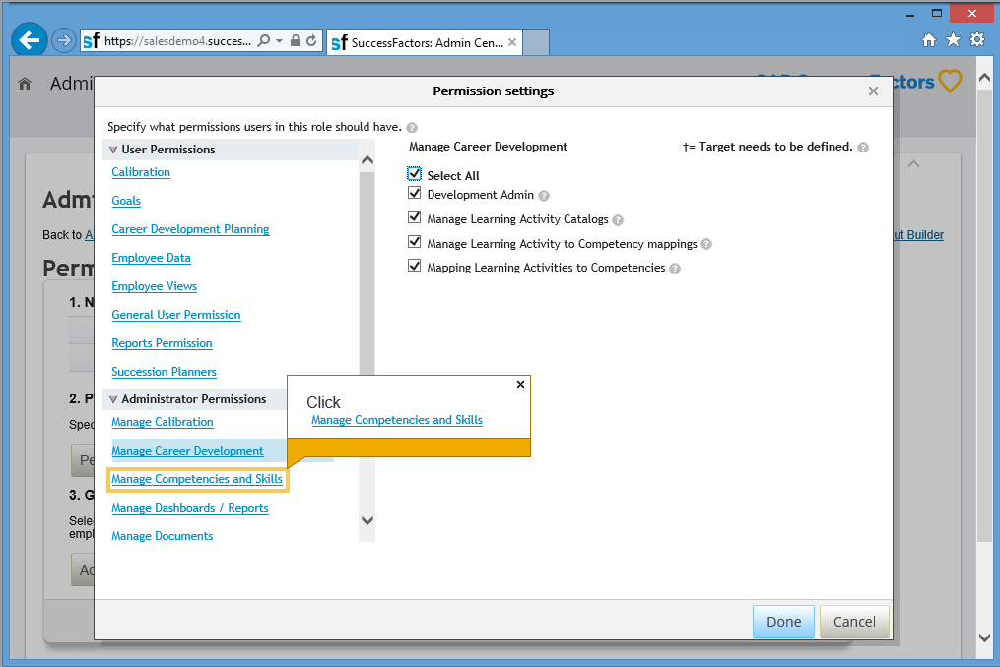 https://salesdemo4.succes...
SuccessFactors: Admin Cen...
Admi
ctors
Permission settings
Specify what permissions users in this role should have.
User Permissions
Calibration
Goals
Career Development Planning
Employee Data
Employee Views
General User Permission
Reports Permission
Succession Planners
Administrator Permissions
Manage Calibration
Manage Career Development
Manage Competencies and Skills
Manage Dashboards / Reports
Manage Documents
Manage Career Development
†= Target needs to be defined.
Select All
Development Admin
Manage Learning Activity Catalogs
Manage Learning Activity to Competency mappings
Mapping Learning Activities to Competencies
Click
Manage Competencies and Skills
Done
Cancel
Adm
Back to A
ut Builder
Perm
1. N
2. P
Spec
Pe
3. G
Sele
empl
Ad